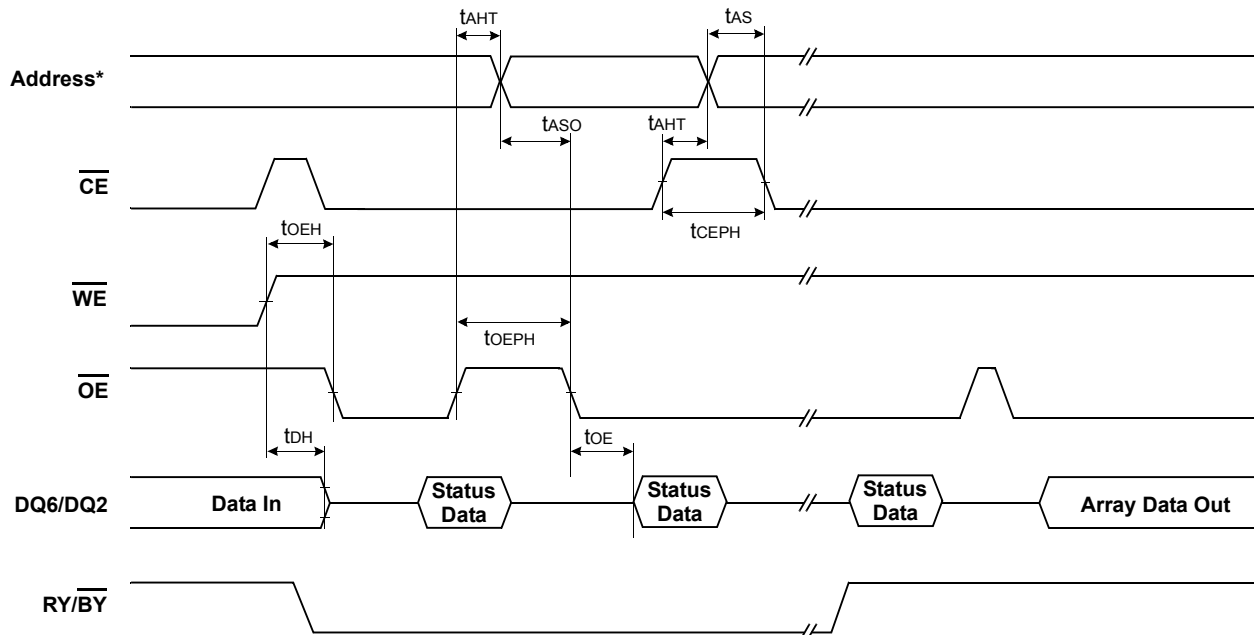 tAHT
tAS
Address*
tASO
tAHT
CE
tOEH
tCEPH
WE
tOEPH
OE
tDH
tOE
DQ6/DQ2
Data In
Status
Data
Status
Data
Status
Data
Array Data Out
RY/BY